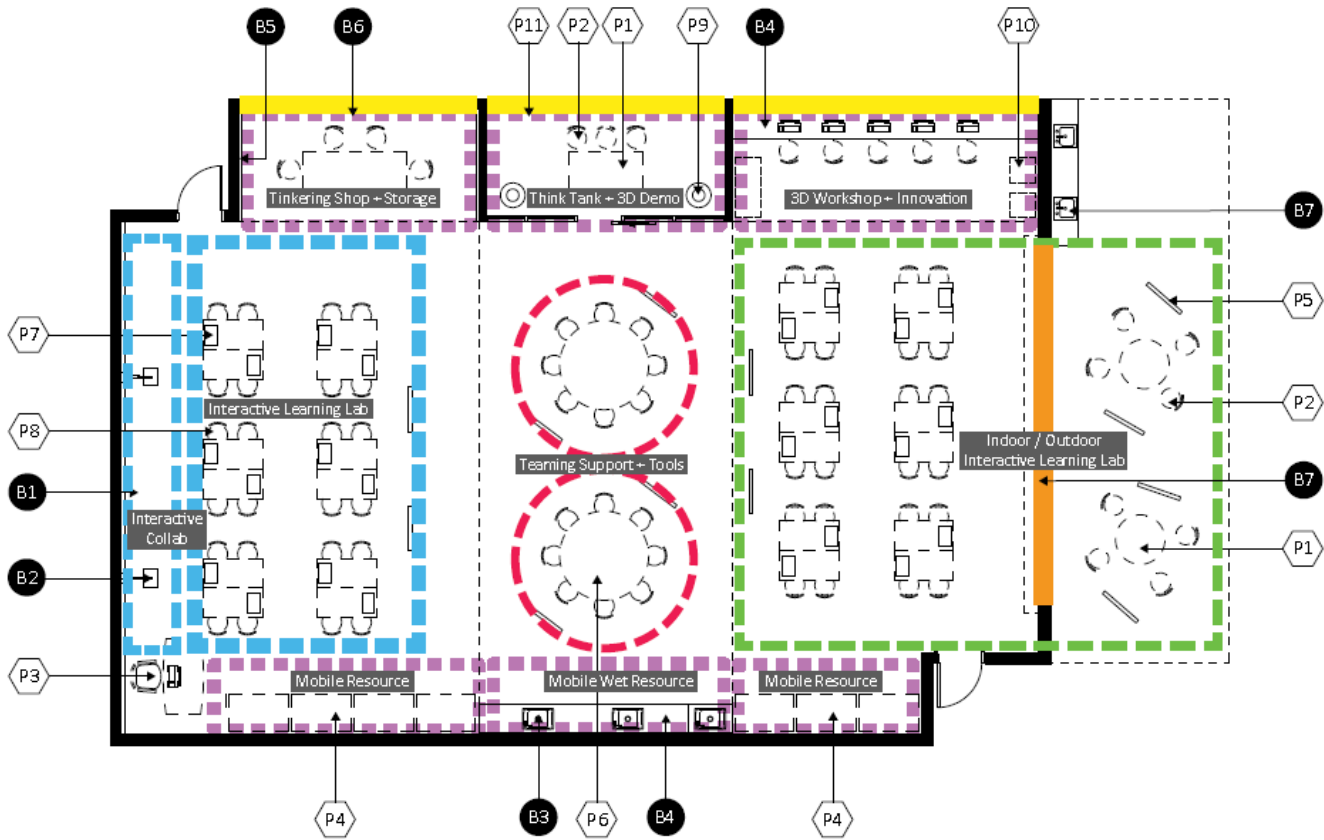 B5
B6
P11
P2
P1
P9
B4
P10
Tinkering Shop + Storage
Think Tank + 3D Demo
3D Workshop + Innovation
B7
P7
P5
Interactive Learning Lab
P8
P2
Indoor / Outdoor
Interactive Learning Lab
Teaming Support + Tools
B1
B7
Interactive
Collab
B2
P1
P3
Mobile Resource
Mobile Wet Resource
Mobile Resource
P4
B3
P6
B4
P4